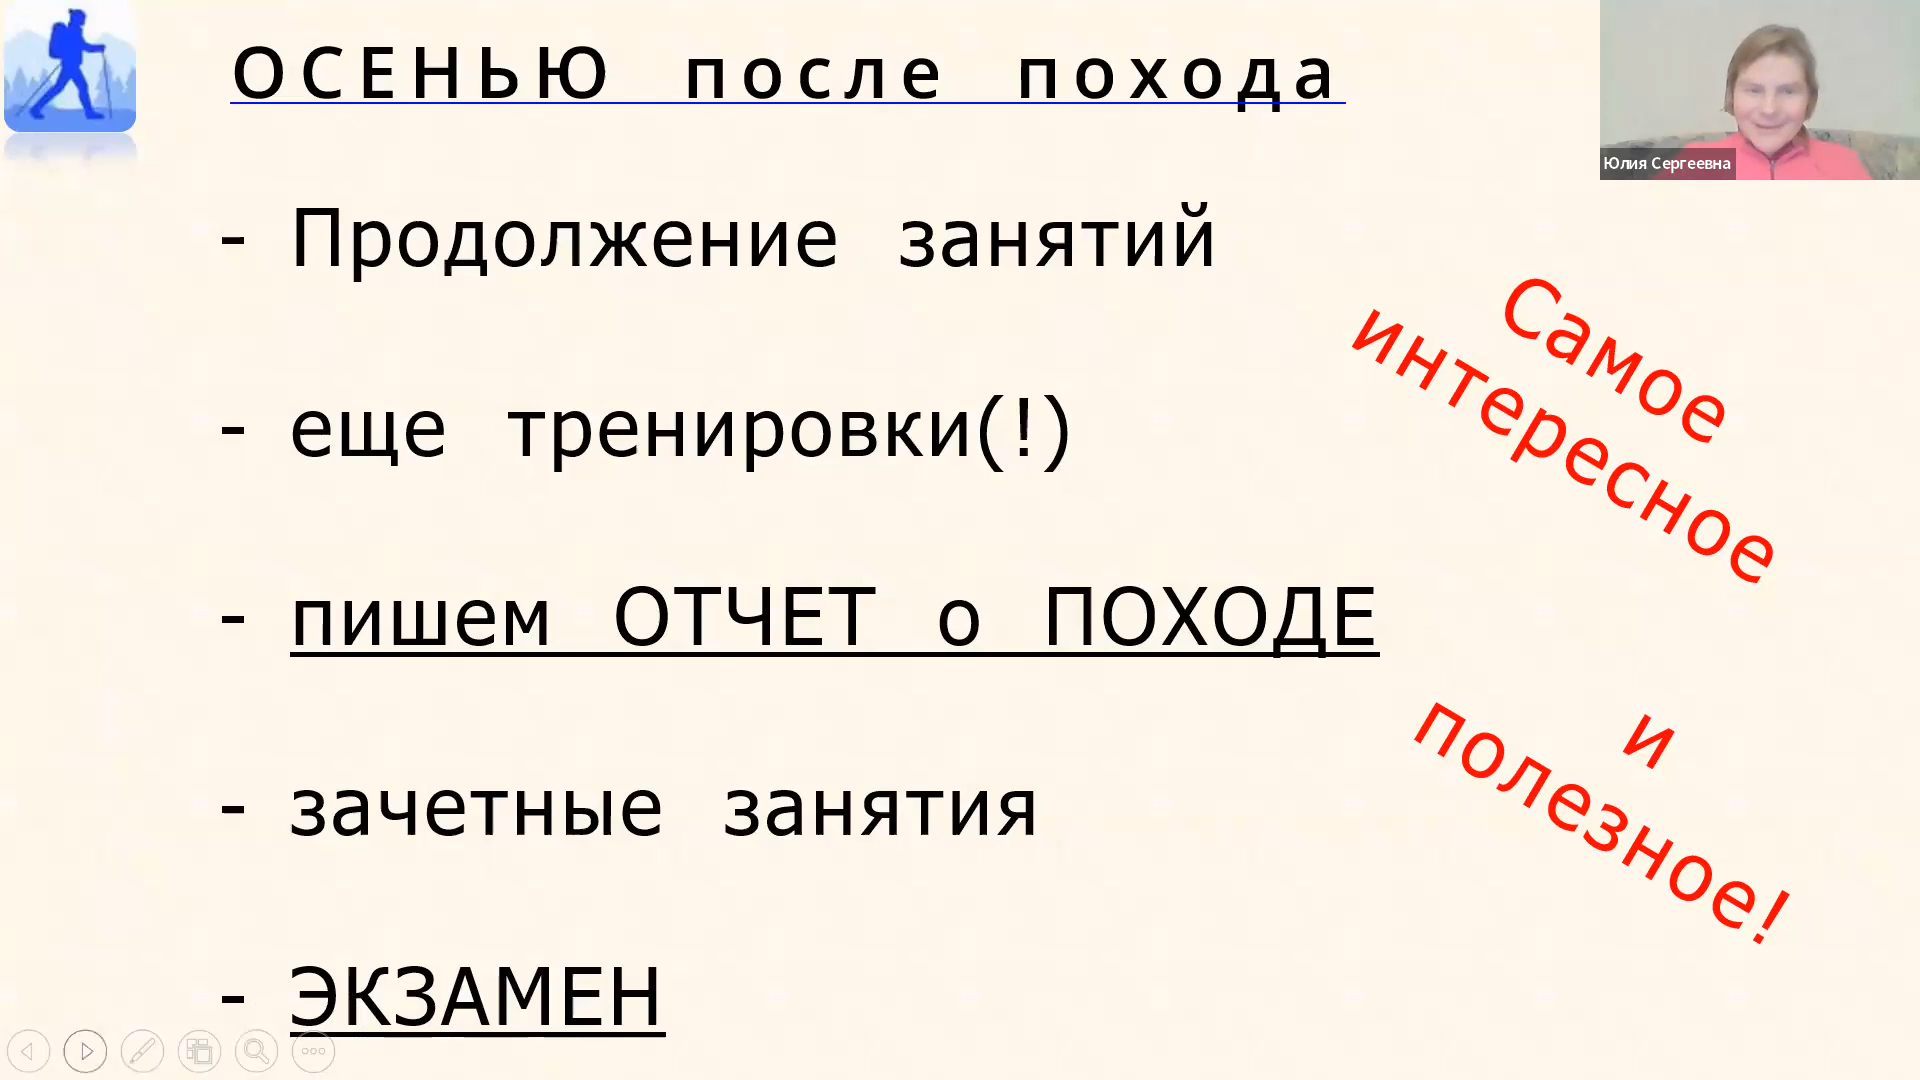 ОСЕНЬЮ после похода
Юлия Сергеевна
- Продолжение занятий
- еще тренировки(!)
- пишем ОТЧЕТ о ПОХОДЕ
- зачетные занятия
- ЭКЗАМЕН
Самое
интересное
и
полезное!